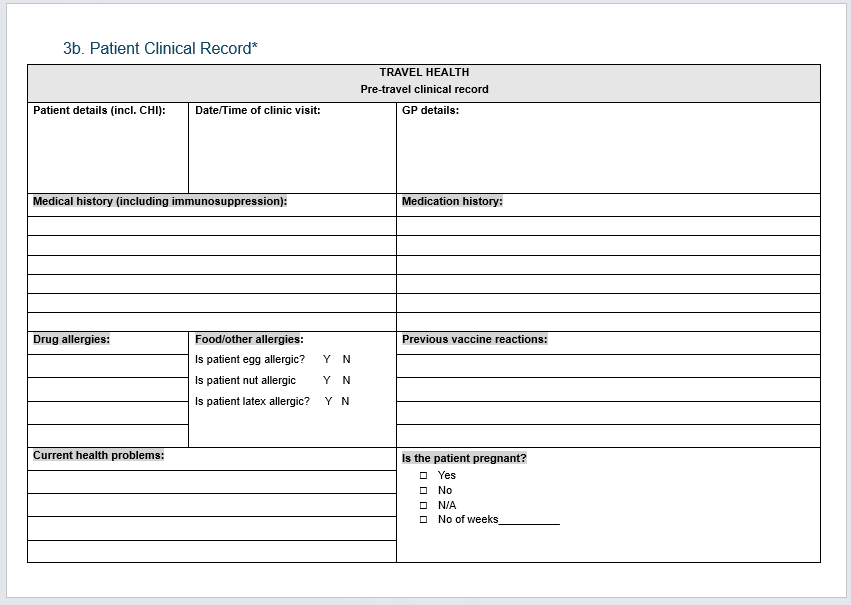 3b. Patient Clinical Record*
TRAVEL HEALTH
Pre-travel clinical record
Patient details (incl. CHI):
Date/Time of clinic visit:
GP details:
Medical history (including immunosuppression):
Medication history:
Drug allergies:
Food/other allergies:
Is patient egg allergic? Y N
Is patient nut allergic Y N
Is patient latex allergic? Y N
Previous vaccine reactions:
Current health problems:
Is the patient pregnant?
☐ Yes
☐ No
☐ N/A
☐ No of weeks__________